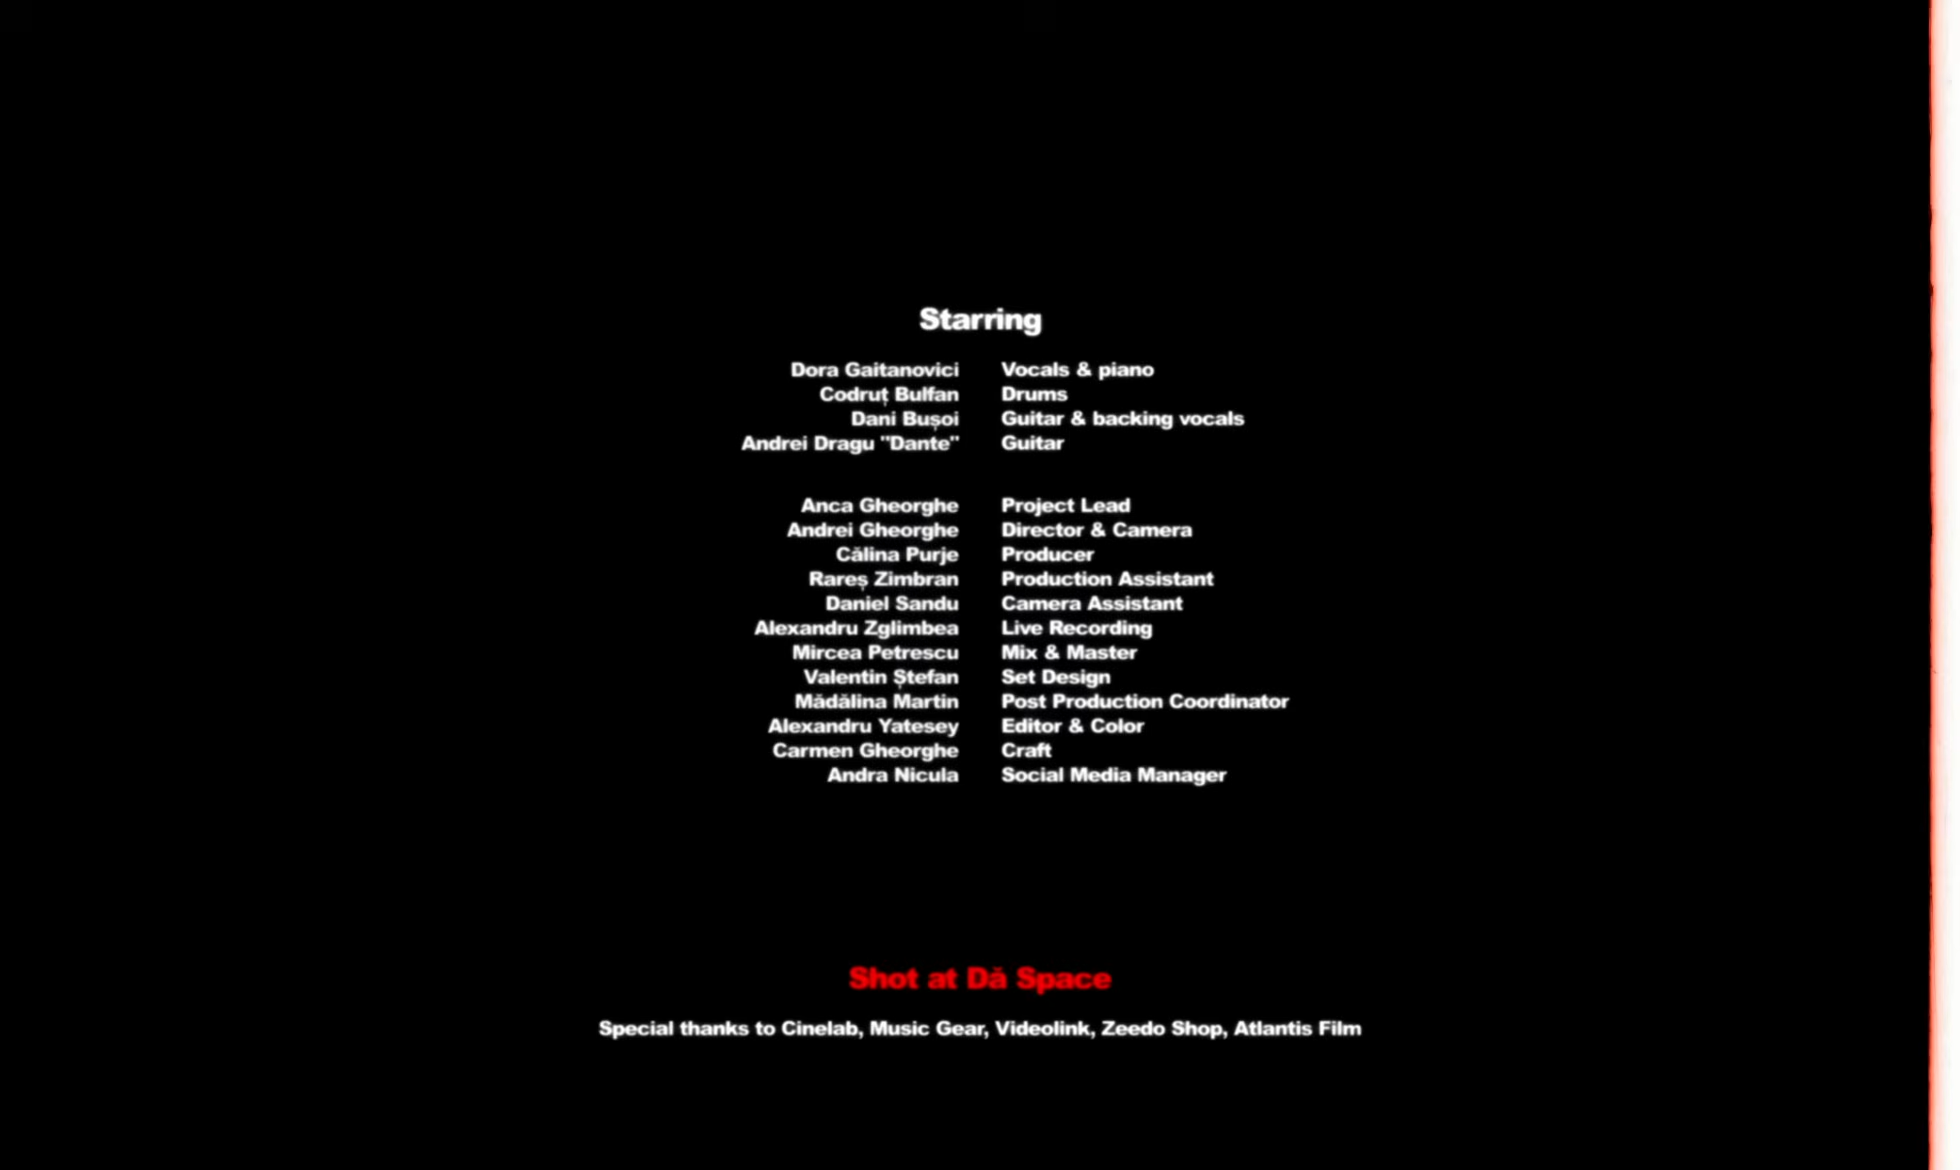 Starring
Dora Gaitanovici Vocals & piano
Codruț Bulfan Drums
Dani Bușoi Guitar & backing vocals
Andrei Dragu "Dante" Guitar
Anca Gheorghe Project Lead
Andrei Gheorghe Director & Camera
Călina Purje Producer
Rareș Zimbran Production Assistant
Daniel Sandu Camera Assistant
Alexandru Zglimbea Live Recording
Mircea Petrescu Mix & Master
Valentin Ștefan Set Design
Mădălina Martin Post Production Coordinator
Alexandru Yatesey Editor & Color
Carmen Gheorghe Craft
Andra Nicula Social Media Manager
Shot at Dă Space
Special thanks to Cinelab, Music Gear, Videolink, Zeedo Shop, Atlantis Film